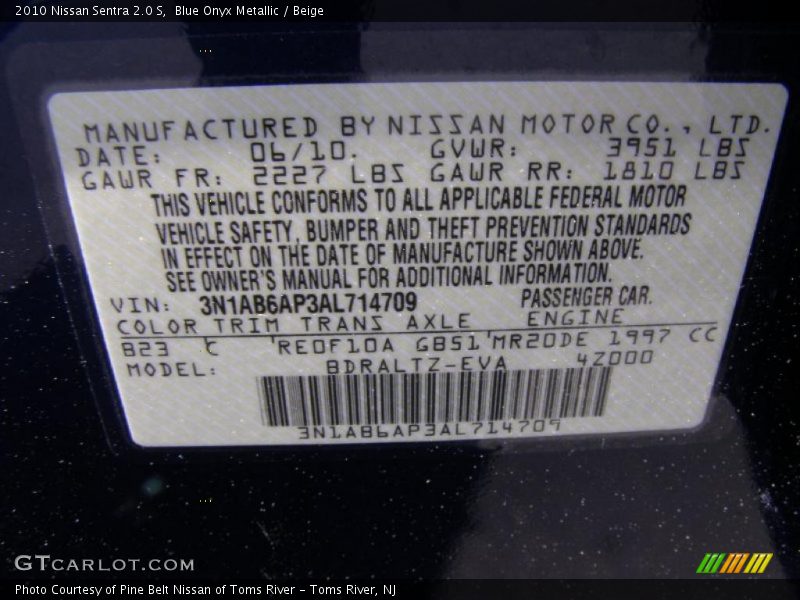 2010 Nissan Sentra 2.0 S,  Blue Onyx Metallic / Beige
MANUFACTURED BY NISSAN MOTOR CO., LTD.
DATE: 06/10. GVWR: 3951 LBS
GAWR FR: 2227 LBS GAWR RR: 1810 LBS
THIS VEHICLE CONFORMS TO ALL APPLICABLE FEDERAL MOTOR
VEHICLE SAFETY, BUMPER AND THEFT PREVENTION STANDARDS
IN EFFECT ON THE DATE OF MANUFACTURE SHOWN ABOVE.
SEE OWNER'S MANUAL FOR ADDITIONAL INFORMATION.
VIN: 3N1AB6AP3AL714709 PASSENGER CAR.
COLOR TRIM TRANS AXLE ENGINE
B23 C 'RE0F10A GB51'MR20DE 1997 CC
MODEL: BDRALTZ-EVA 4Z000
3N1AB6AP3AL714709
GTCARLOT.COM
Photo Courtesy of Pine Belt Nissan of Toms River – Toms River, NJ